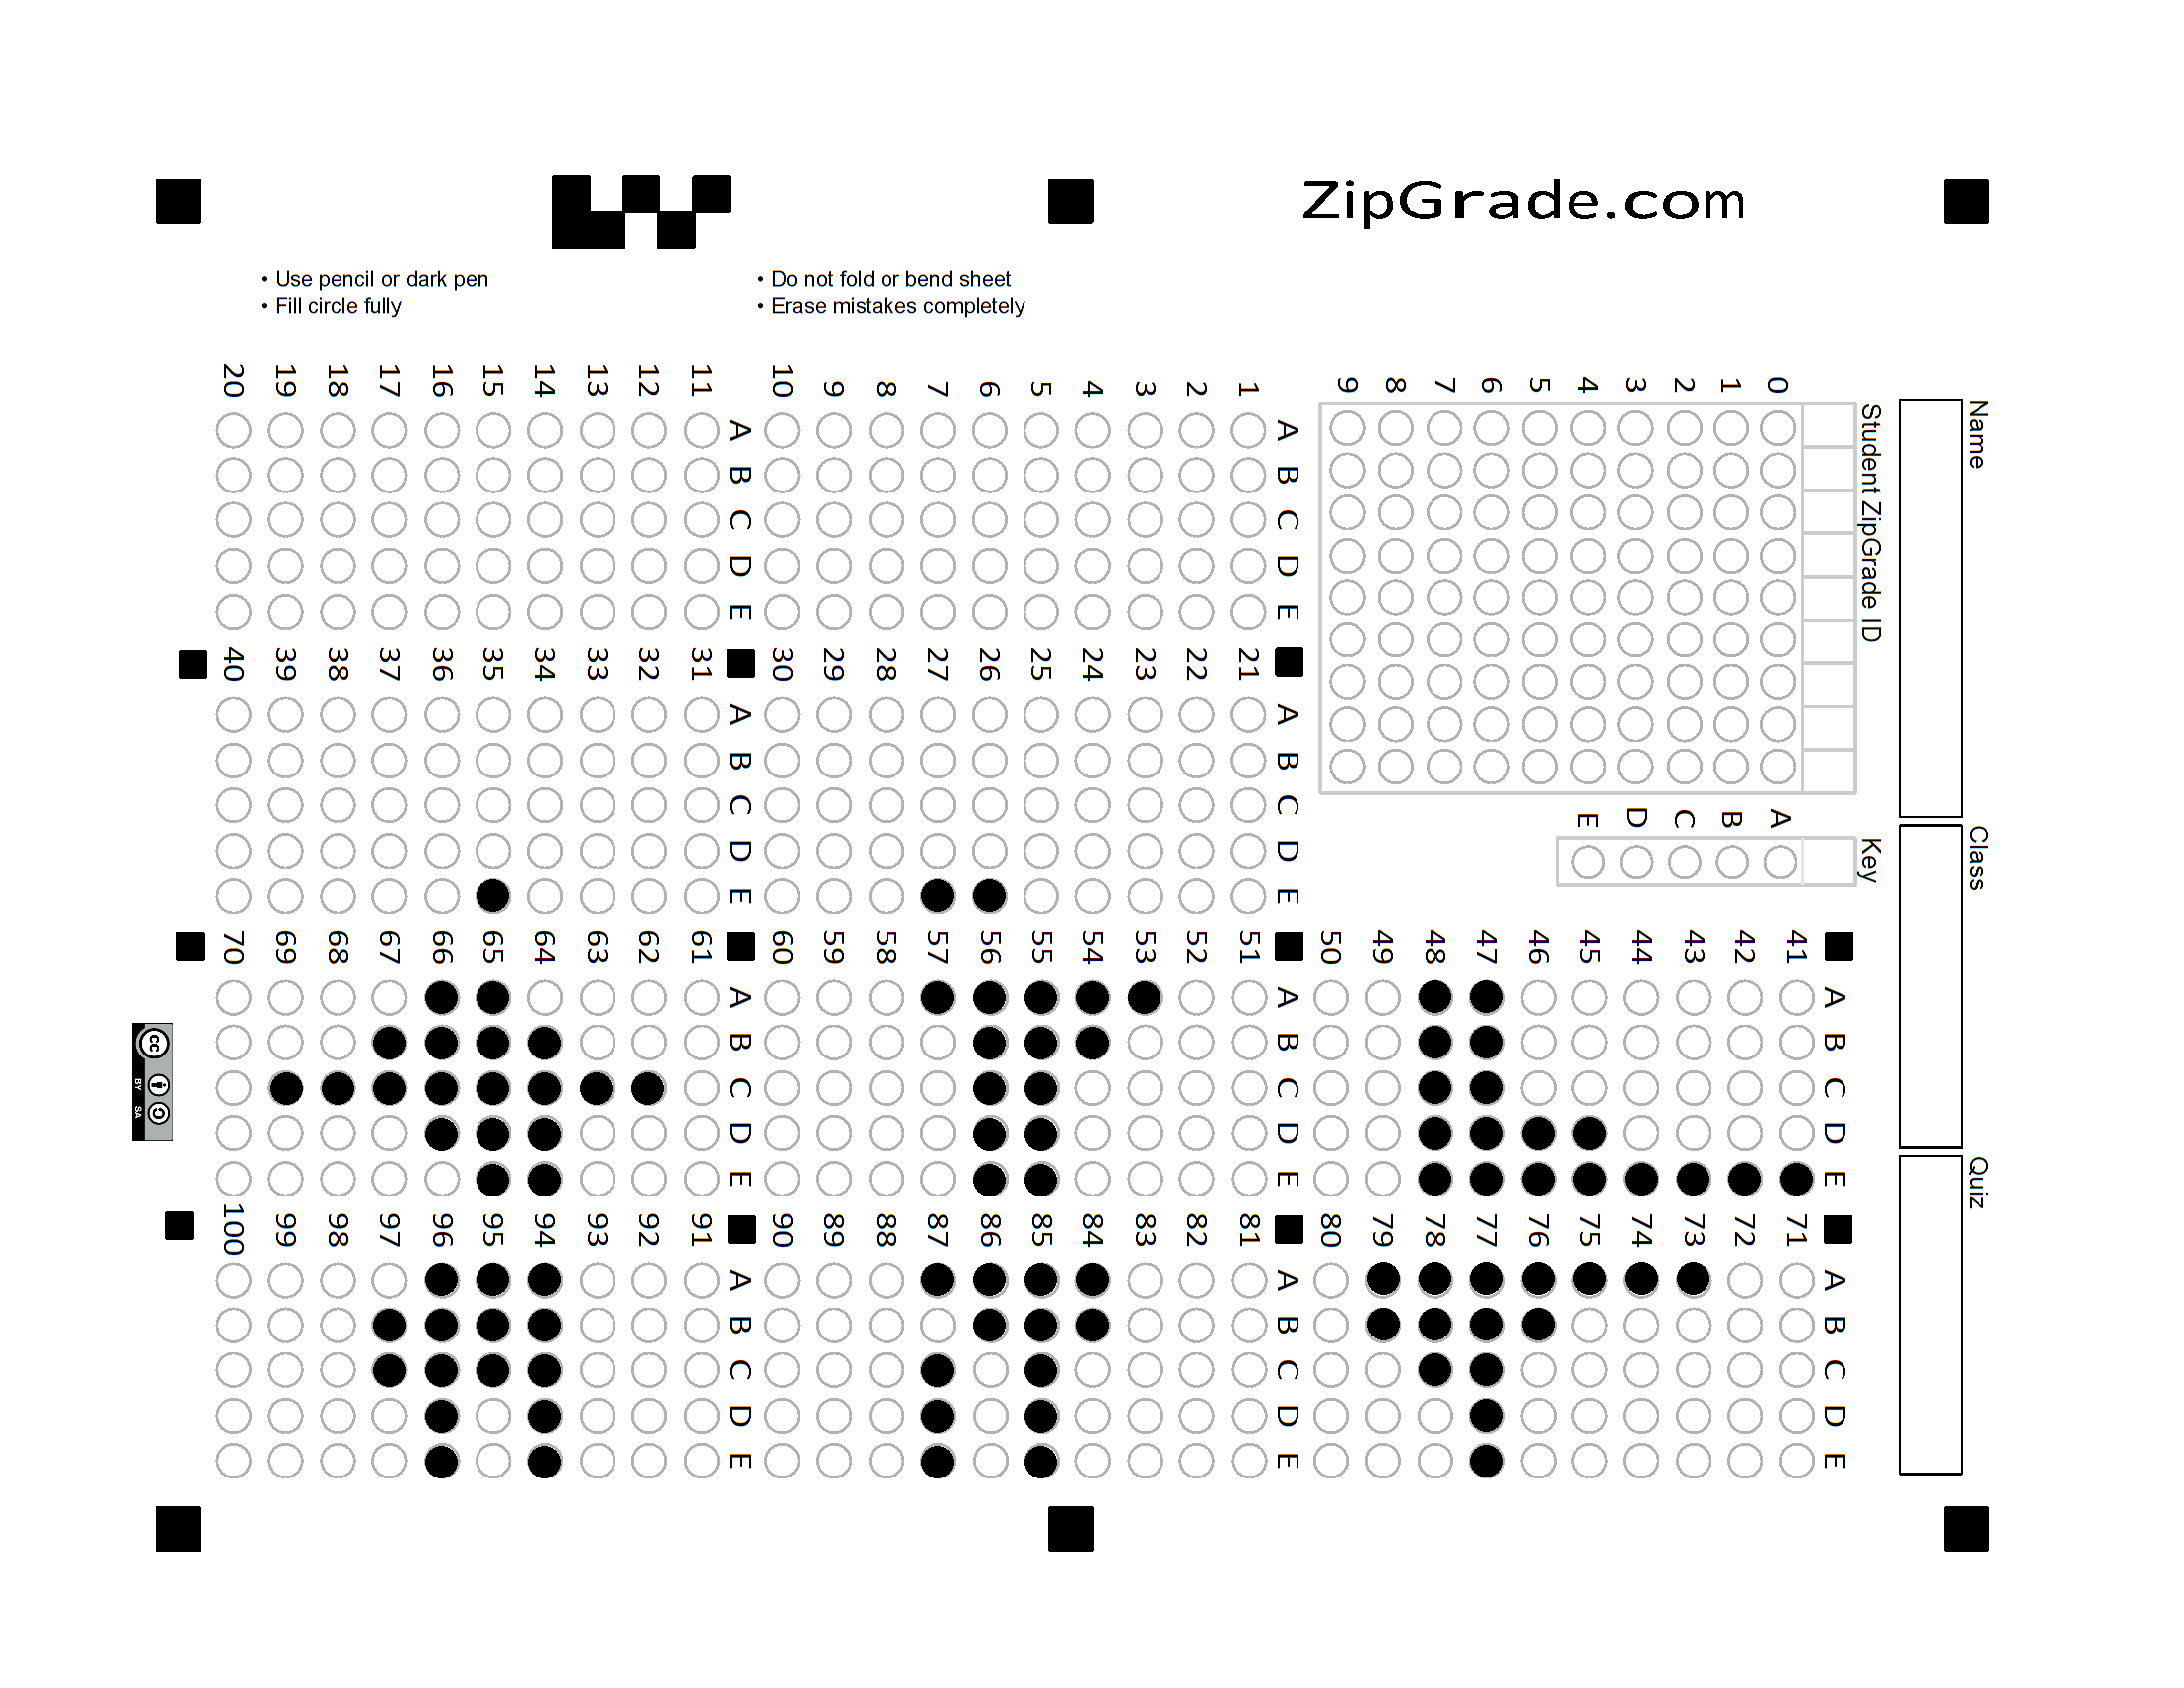 ZipGrade.com
• Use pencil or dark pen
• Fill circle fully
• Do not fold or bend sheet
• Erase mistakes completely
Name
Class
Quiz
Student ZipGrade ID
0 1 2 3 4 5 6 7 8 9
Key
A B C D E
A B C D E
1 2 3 4 5 6 7 8 9 10
A B C D E
11 12 13 14 15 16 17 18 19 20
A B C D E
21 22 23 24 25 26 27 28 29 30
A B C D E
31 32 33 34 35 36 37 38 39 40
A B C D E
41 42 43 44 45 46 47 48 49 50
A B C D E
51 52 53 54 55 56 57 58 59 60
A B C D E
61 62 63 64 65 66 67 68 69 70
A B C D E
71 72 73 74 75 76 77 78 79 80
A B C D E
81 82 83 84 85 86 87 88 89 90
A B C D E
91 92 93 94 95 96 97 98 99 100
cc BY SA